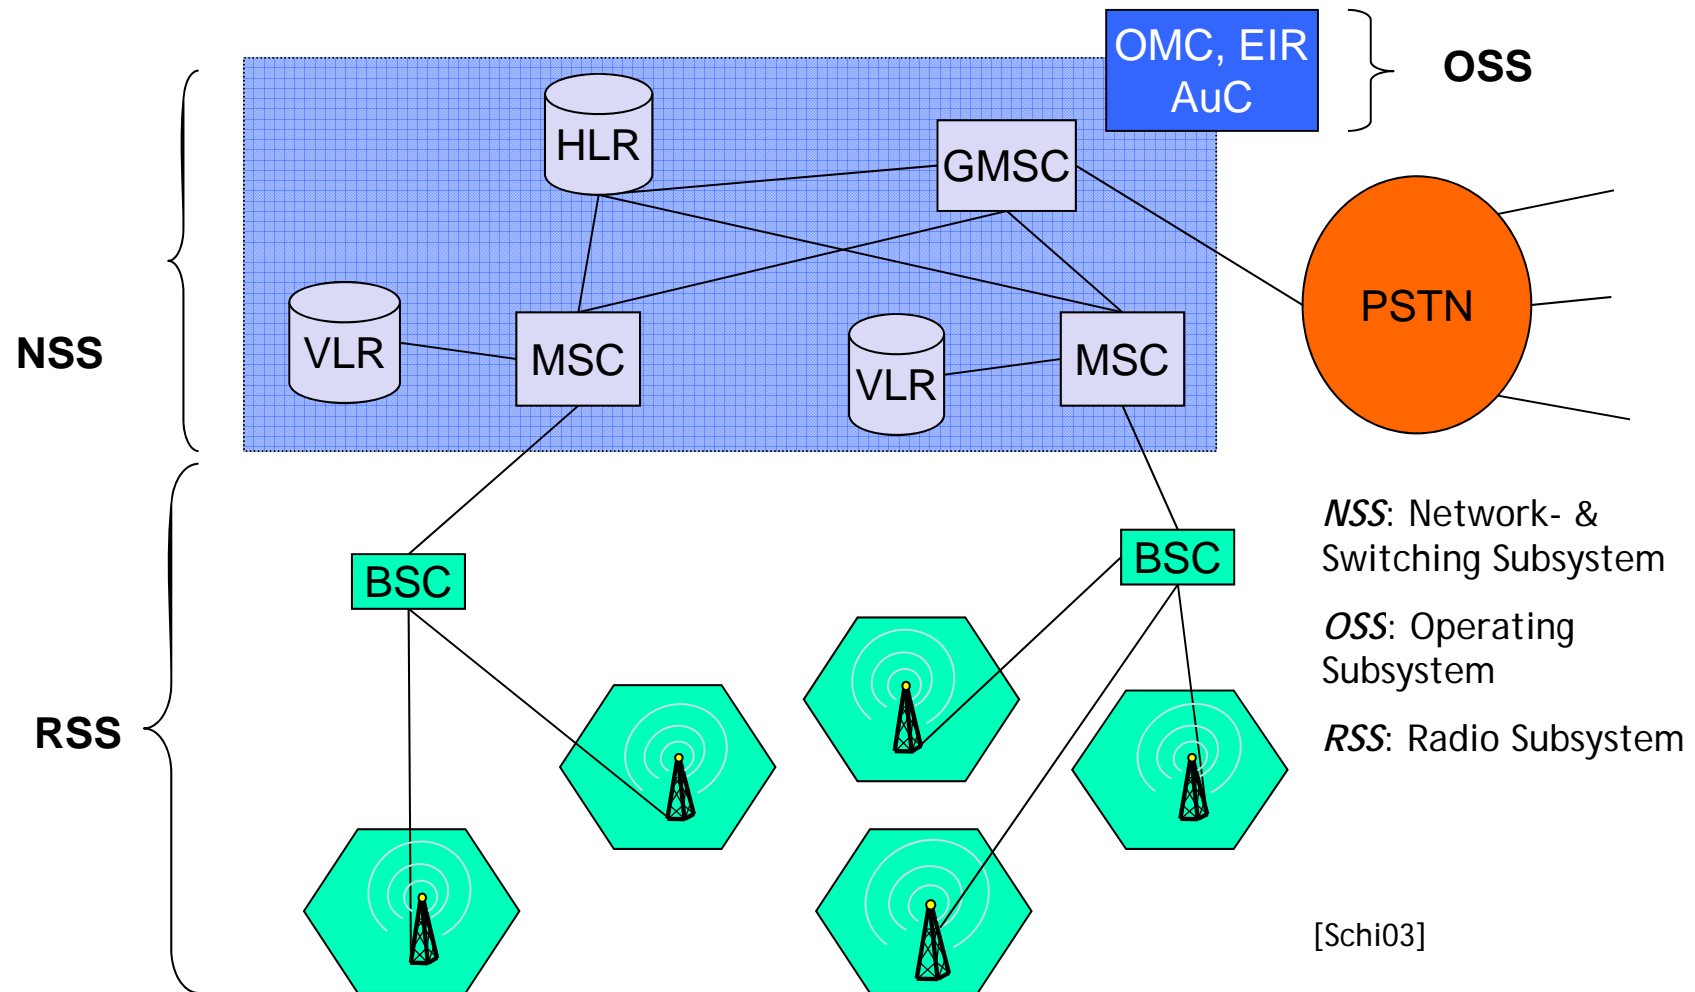 OMC, EIR
AuC
OSS
HLR
GMSC
PSTN
NSS
VLR
MSC
VLR
MSC
NSS: Network- &
Switching Subsystem
BSC
BSC
OSS: Operating
Subsystem
RSS
RSS: Radio Subsystem
[Schi03]